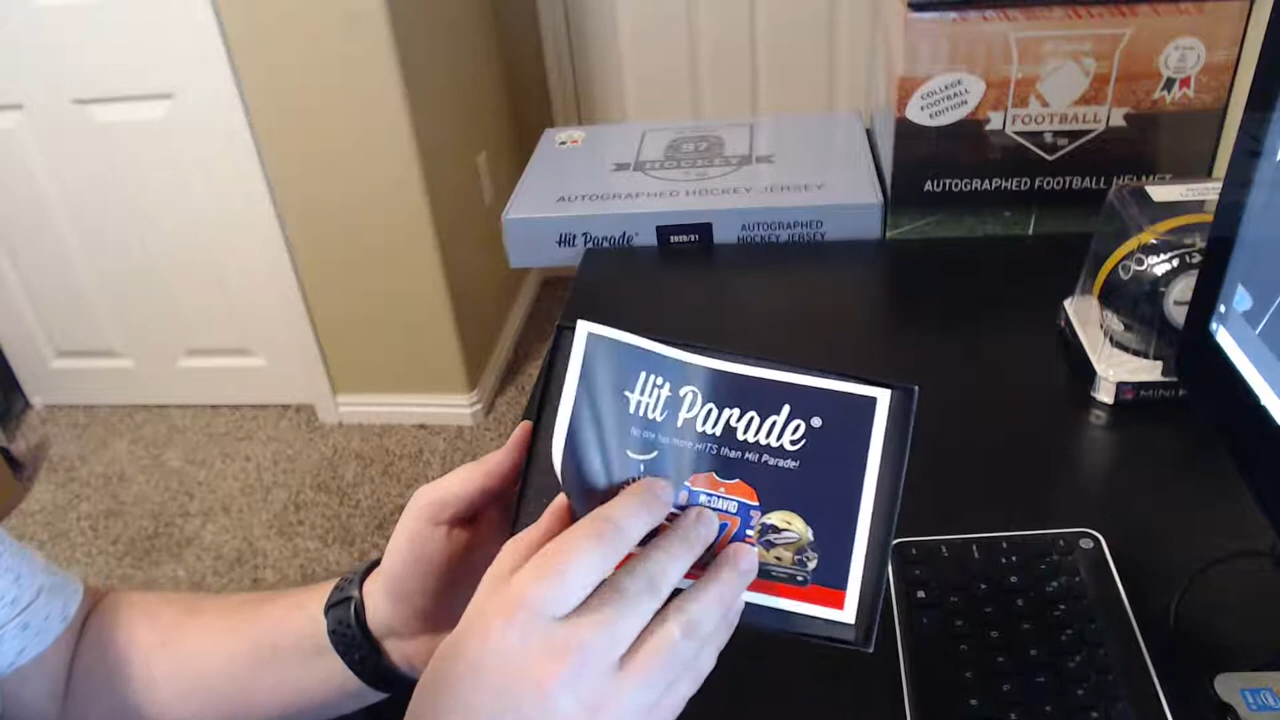 COLLEGE
FOOTBALL
EDITION
FOOTBALL
AUTOGRAPHED FOOTBALL HELMET
97
HOCKEY
AUTOGRAPHED HOCKEY JERSEY
Hit Parade
2020/21
AUTOGRAPHED
HOCKEY JERSEY
Hit Parade®
No one has more HITS than Hit Parade!
McDAVID
MINI